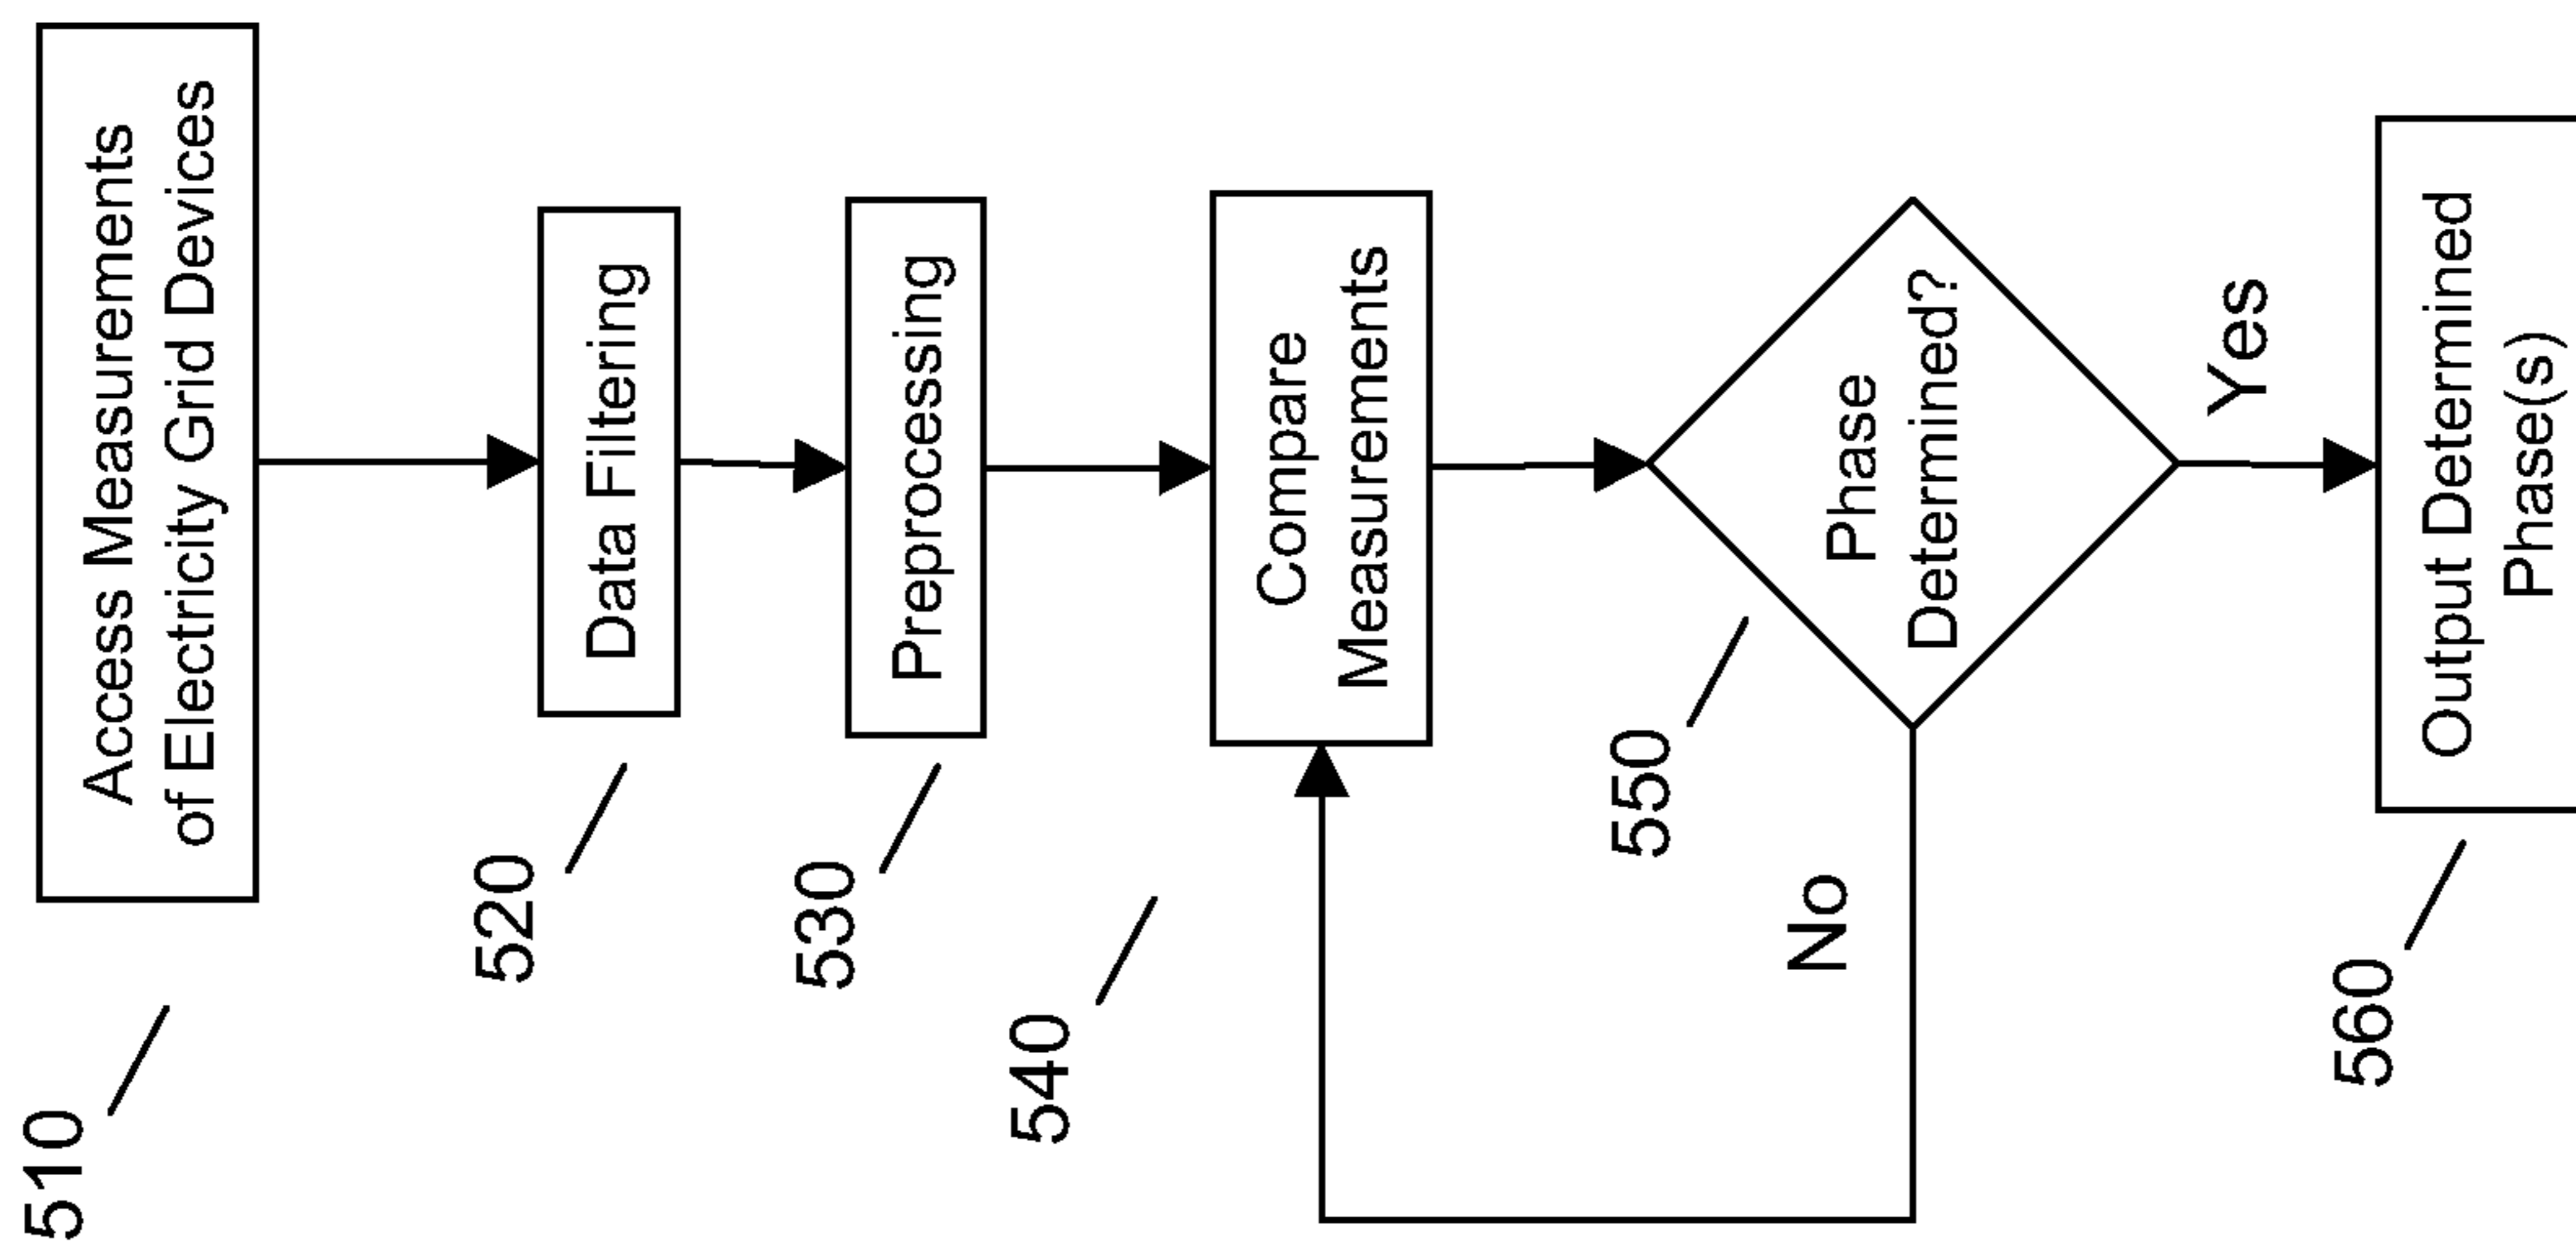 510
Access Measurements
of Electricity Grid Devices
520
Data Filtering
530
Preprocessing
540
Compare
Measurements
550
Phase
Determined?
No
Yes
560
Output Determined
Phase(s)